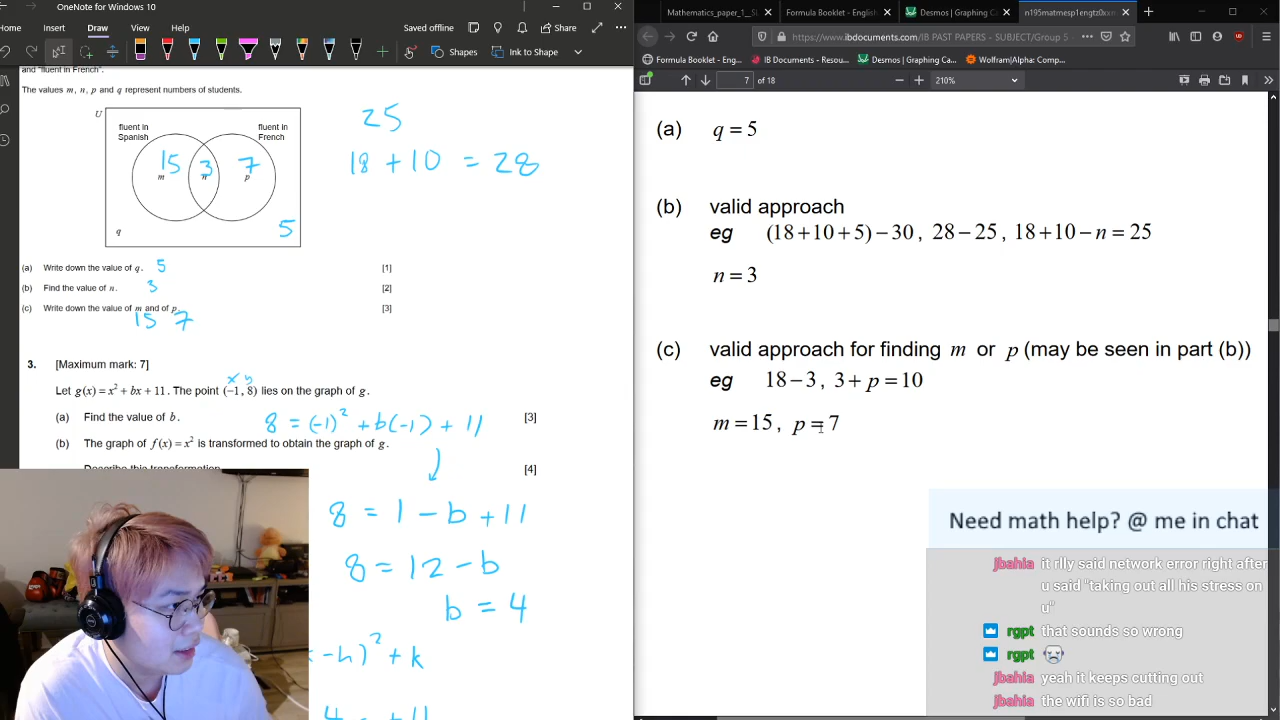 OneNote for Windows 10
Home Insert Draw View Saved offline Share
Shapes Ink to Shape
and "fluent in French".
The values m, n, p and q represent numbers of students.
U
fluent in Spanish
fluent in French
15 3 7
m n p
q 5
25
18 + 10 = 28
(a) Write down the value of q. 5 [1]
(b) Find the value of n. 3 [2]
(c) Write down the value of m and of p. [3]
15 7
3. [Maximum mark: 7]
Let g(x) = x² + bx + 11. The point (−1, 8) lies on the graph of g.
(a) Find the value of b. [3]
8 = (-1)² + b(-1) + 11
(b) The graph of f(x) = x² is transformed to obtain the graph of g.
Describe this transformation. [4]
8 = 1 - b + 11
8 = 12 - b
b = 4
-h)² + k
Mathematics_paper_1_SL
Formula Booklet - English
Desmos | Graphing Ca
n195matmesp1engtz0xxm
https://www.ibdocuments.com/IB PAST PAPERS - SUBJECT/Group 5
Formula Booklet - En...
IB Documents - Res...
Desmos | Graphing Ca...
Wolfram|Alpha: Com...
7 of 18
210%
(a) q = 5
(b) valid approach
eg (18+10+5)−30, 28−25, 18+10−n = 25
n = 3
(c) valid approach for finding m or p (may be seen in part (b))
eg 18−3, 3+p = 10
m = 15, p = 7
Need math help? @ me in chat
jbahia it rlly said network error right after
u said "taking out all his stress on
u"
rgpt that sounds so wrong
rgpt
jbahia yeah it keeps cutting out
jbahia the wifi is so bad